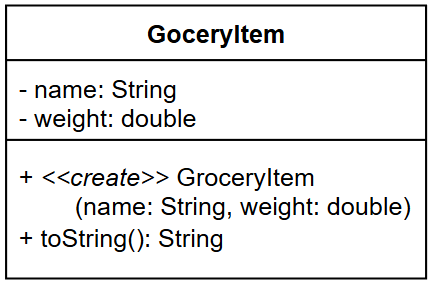 GoceryItem
- name: String
- weight: double
+ <<create>> GroceryItem
(name: String, weight: double)
+ toString(): String